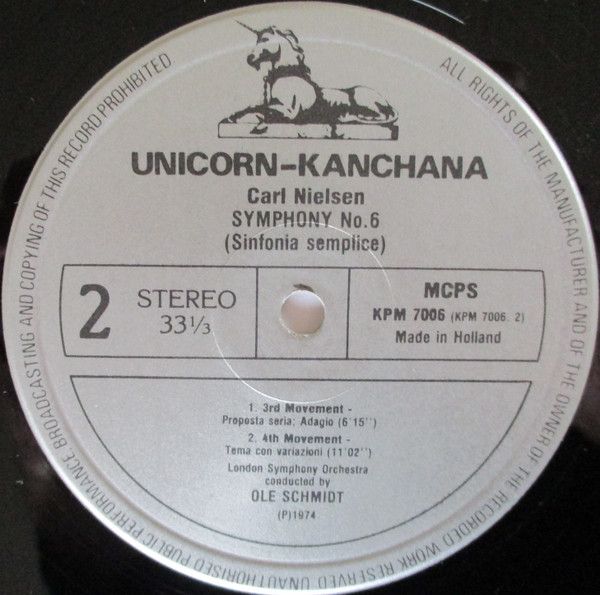 ALL RIGHTS OF THE MANUFACTURER AND OF THE OWNER OF THE RECORDED WORK RESERVED UNAUTHORISED PUBLIC PERFORMANCE BROADCASTING AND COPYING OF THIS RECORD PROHIBITED
UNICORN-KANCHANA
Carl Nielsen
SYMPHONY No.6
(Sinfonia semplice)
2
STEREO
33⅓
MCPS
KPM 7006 (KPM 7006. 2)
Made in Holland
1. 3rd Movement -
Proposta seria; Adagio (6'15'')
2. 4th Movement -
Tema con variazioni (11'02'')
London Symphony Orchestra
conducted by
OLE SCHMIDT
(P)1974